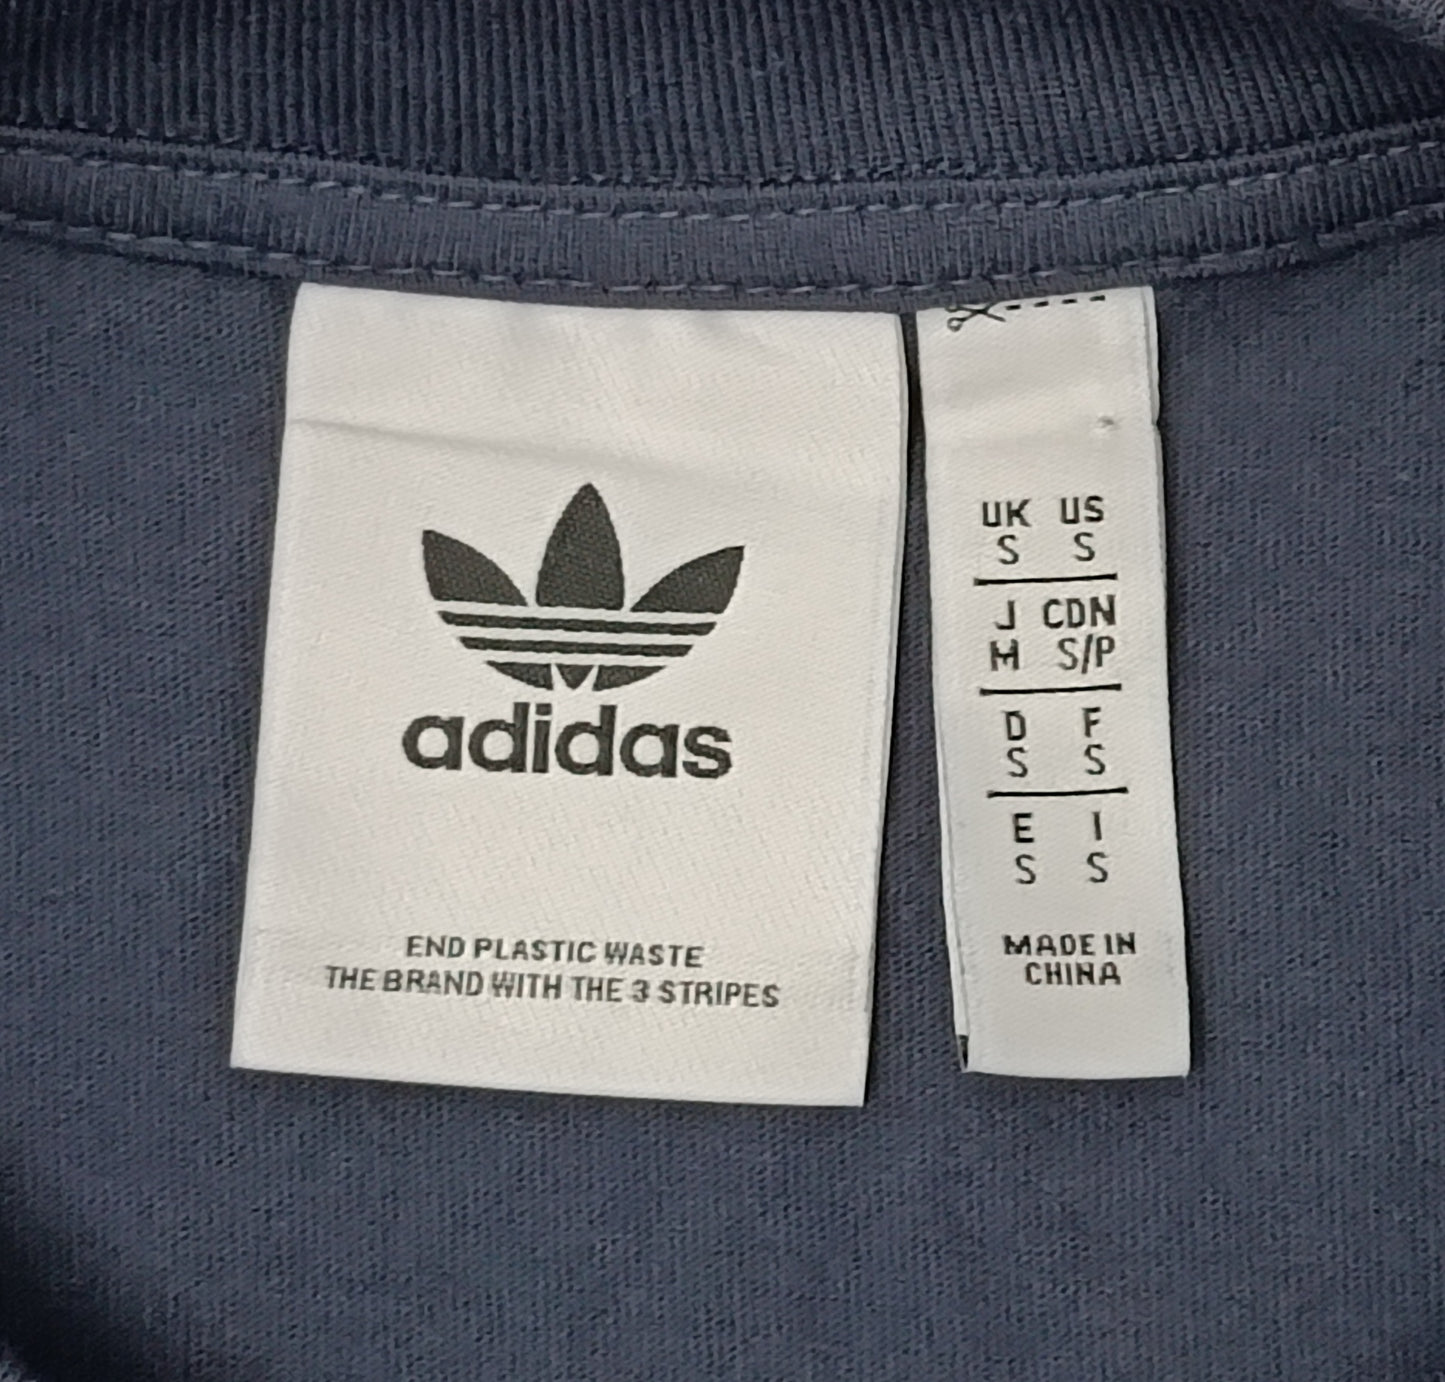 adidas
END PLASTIC WASTE
THE BRAND WITH THE 3 STRIPES
UK US
S S
J CDN
M S/P
D F
S S
E I
S S
MADE IN
CHINA